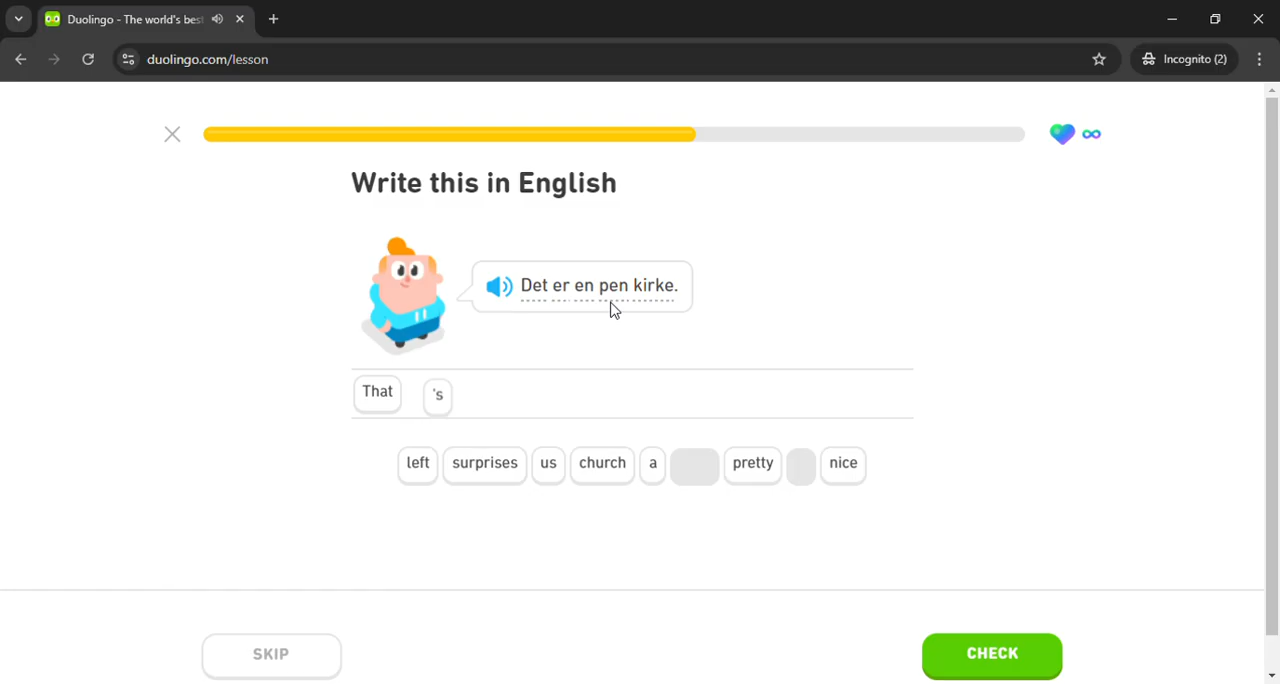 Duolingo - The world's bes
duolingo.com/lesson
Incognito (2)
Write this in English
Det er en pen kirke.
That 's
left surprises us church a pretty nice
SKIP CHECK